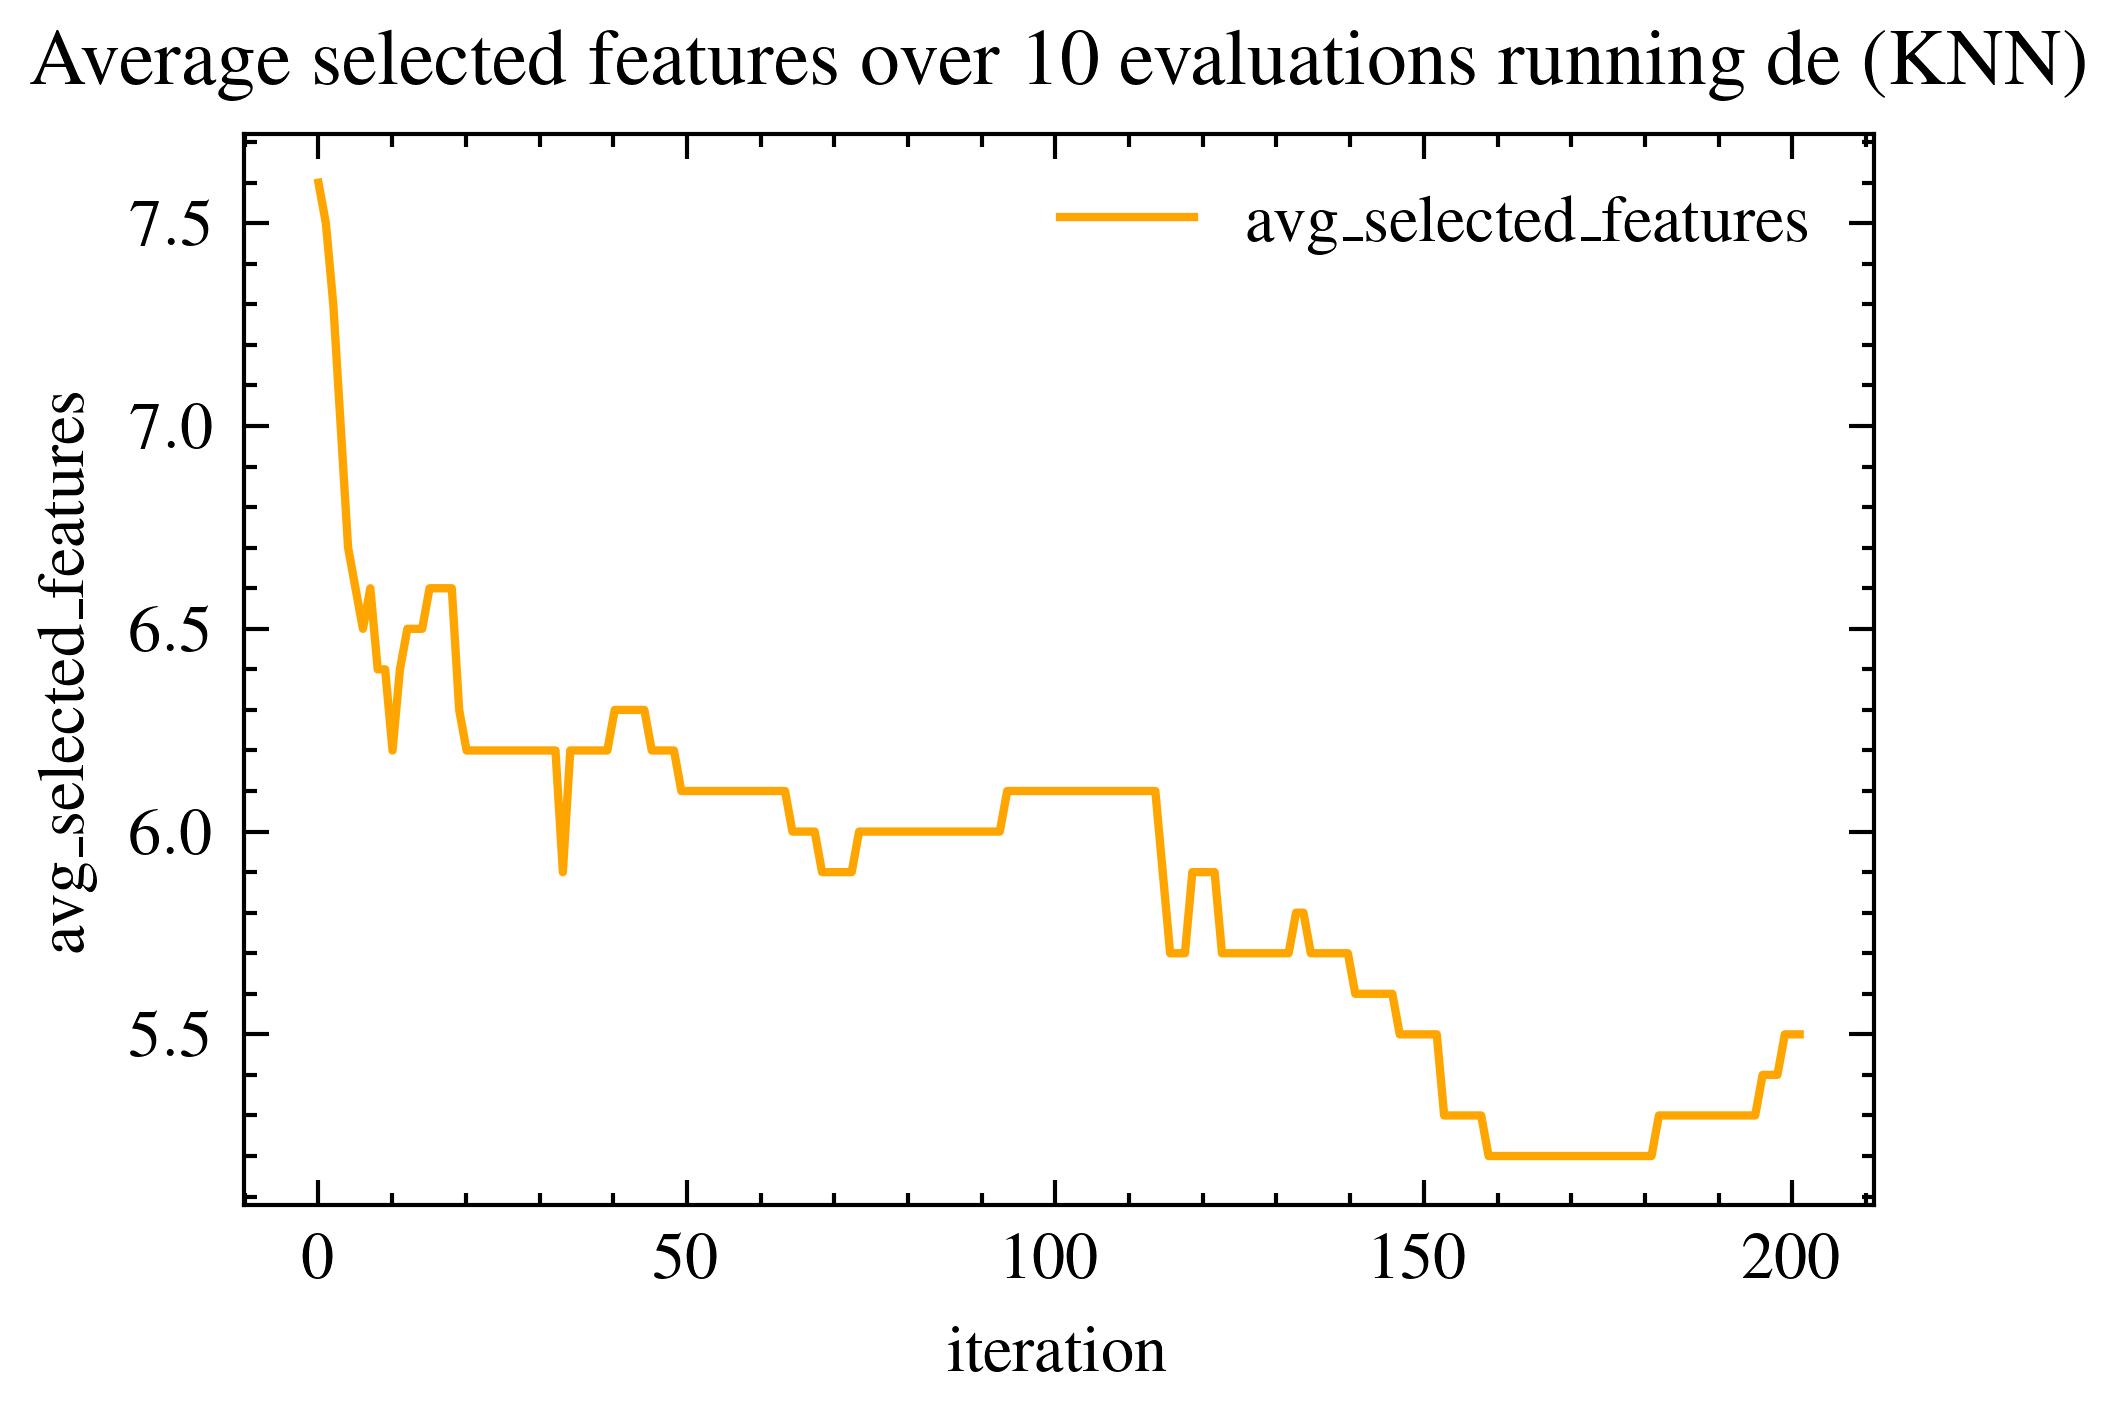 Average selected features over 10 evaluations running de (KNN)
avg_selected_features
7.5
7.0
6.5
6.0
5.5
avg_selected_features
0 50 100 150 200
iteration